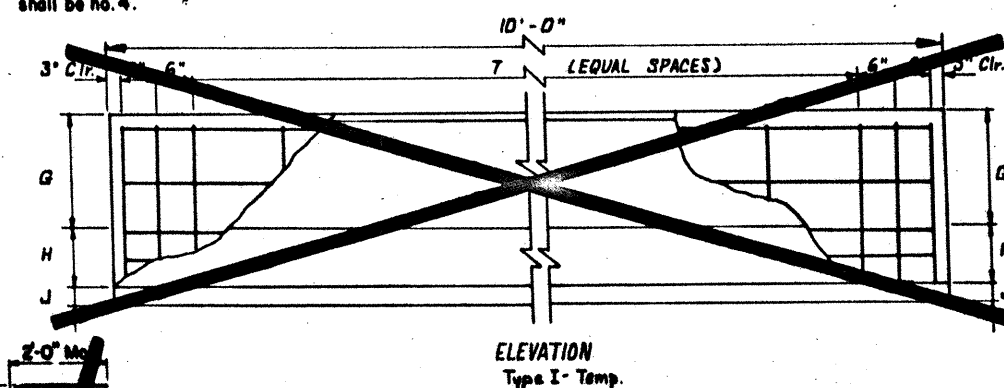 shall be no. 4.
10'-0"
3" Clr. 6" T (EQUAL SPACES) 6" 3" Clr.
G G
H
J
2'-0"
ELEVATION
Type I - Temp.